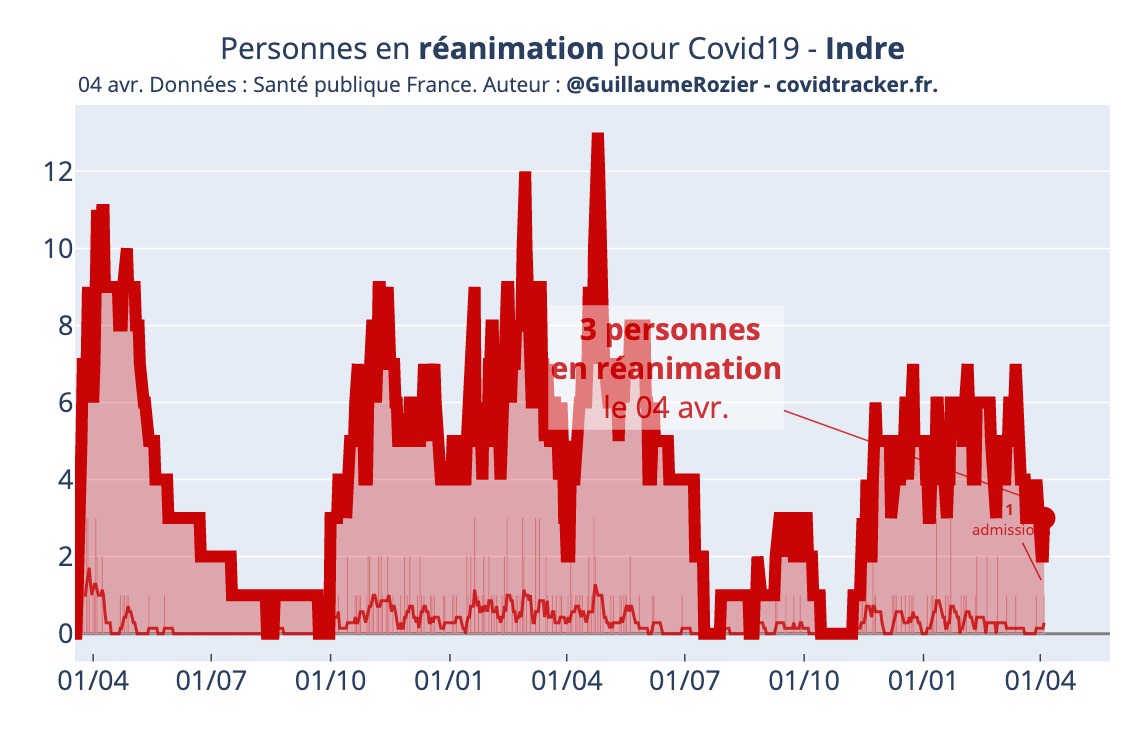 Personnes en réanimation pour Covid19 - Indre
04 avr. Données : Santé publique France. Auteur : @GuillaumeRozier - covidtracker.fr.
12
10
8
6
4
2
0
3 personnes
en réanimation
le 04 avr.
1
admission
01/04
01/07
01/10
01/01
01/04
01/07
01/10
01/01
01/04